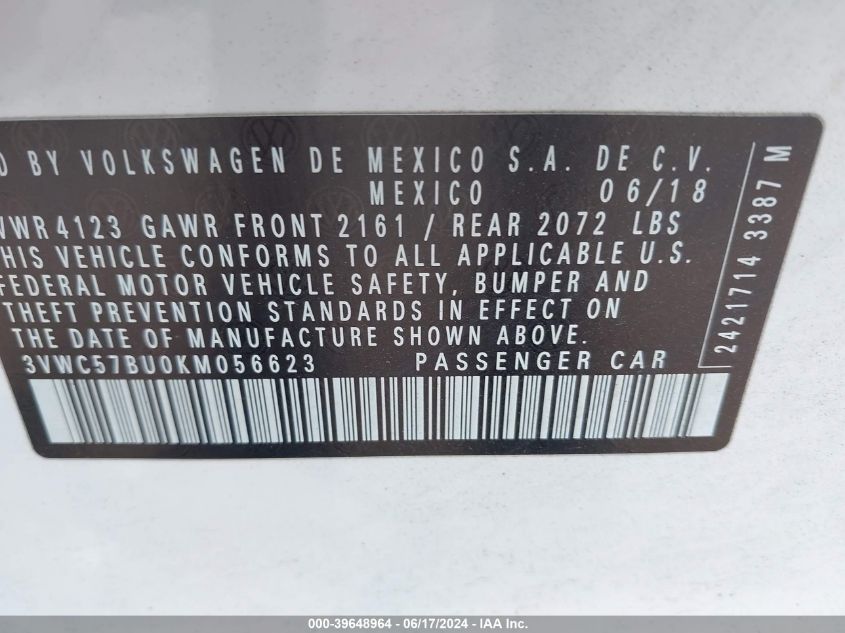 D BY VOLKSWAGEN DE MEXICO S.A. DE C.V.
MEXICO 06/18
VWR 4123 GAWR FRONT 2161 / REAR 2072 LBS
HIS VEHICLE CONFORMS TO ALL APPLICABLE U.S.
FEDERAL MOTOR VEHICLE SAFETY, BUMPER AND
THEFT PREVENTION STANDARDS IN EFFECT ON
THE DATE OF MANUFACTURE SHOWN ABOVE.
3VWC57BU0KM056623 PASSENGER CAR
2421714 3387 M
000-39648964 - 06/17/2024 - IAA Inc.